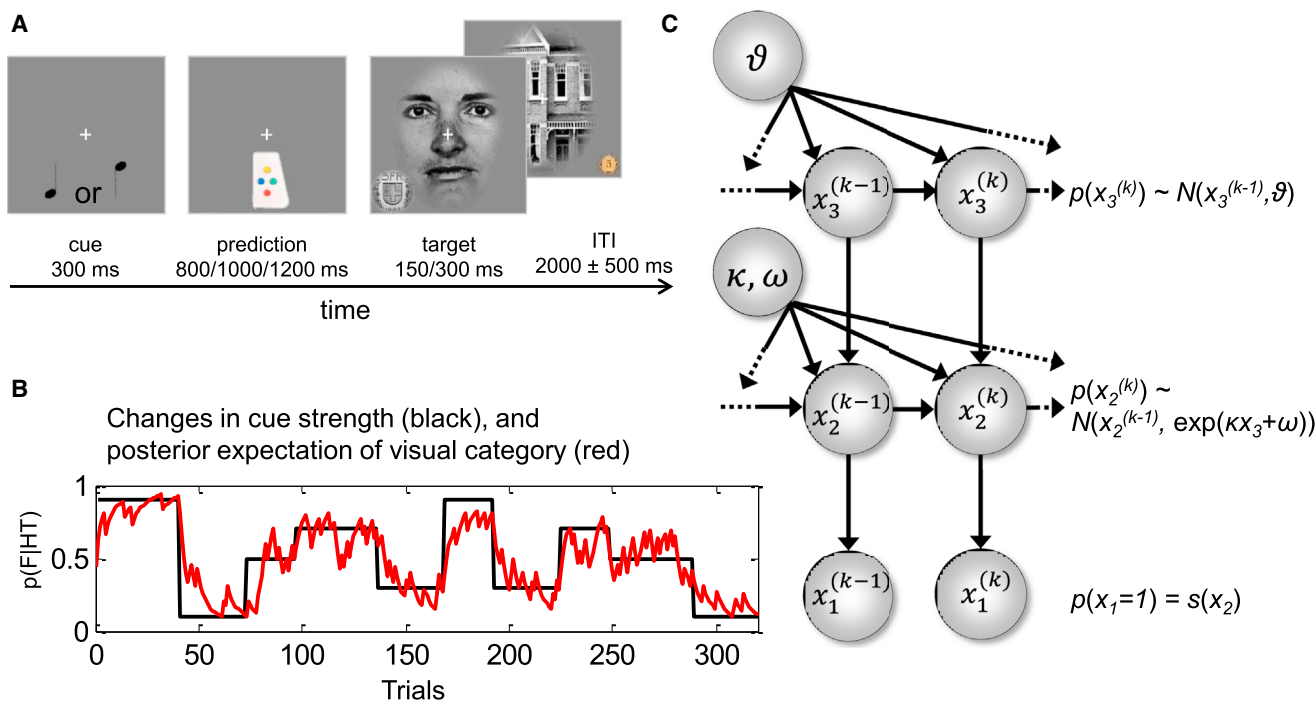 A
or
SFR
5
cue
300 ms
prediction
800/1000/1200 ms
target
150/300 ms
ITI
2000 ± 500 ms
time
B
Changes in cue strength (black), and
posterior expectation of visual category (red)
p(F|HT)
1
0.5
0
0 50 100 150 200 250 300
Trials
C
ϑ
x₃⁽ᵏ⁻¹⁾ x₃⁽ᵏ⁾ p(x₃⁽ᵏ⁾) ~ N(x₃⁽ᵏ⁻¹⁾,ϑ)
κ, ω
x₂⁽ᵏ⁻¹⁾ x₂⁽ᵏ⁾ p(x₂⁽ᵏ⁾) ~
N(x₂⁽ᵏ⁻¹⁾, exp(κx₃+ω))
x₁⁽ᵏ⁻¹⁾ x₁⁽ᵏ⁾ p(x₁=1) = s(x₂)